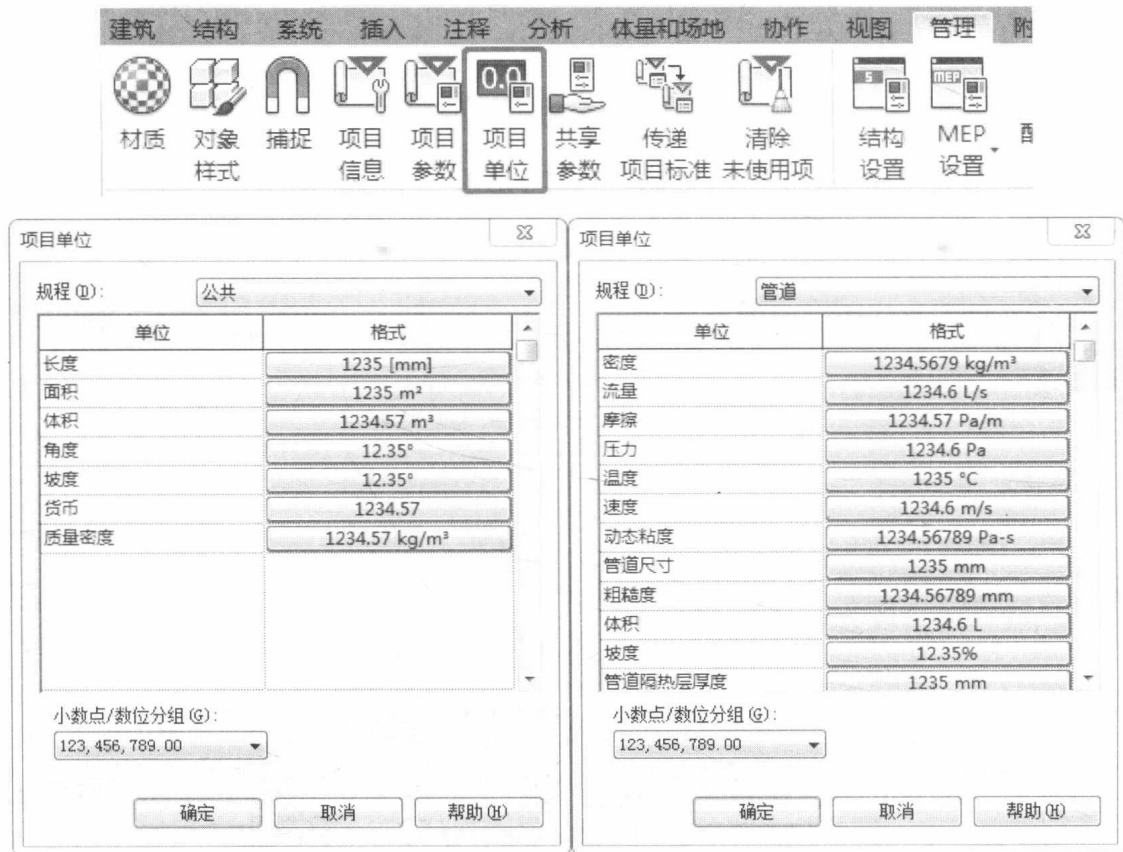 建筑 结构 系统 插入 注释 分析 体量和场地 协作 视图 管理 附
0.0 S MEP
材质 对象 捕捉 项目 项目 项目 共享 传递 清除 结构 MEP
样式 信息 参数 单位 参数 项目标准 未使用项 设置 设置
项目单位
规程(D): 公共
单位 格式
长度 1235 [mm]
面积 1235 m²
体积 1234.57 m³
角度 12.35°
坡度 12.35°
货币 1234.57
质量密度 1234.57 kg/m³
小数点/数位分组(G):
123,456,789.00
确定 取消 帮助(H)
项目单位
规程(D): 管道
单位 格式
密度 1234.5679 kg/m³
流量 1234.6 L/s
摩擦 1234.57 Pa/m
压力 1234.6 Pa
温度 1235 °C
速度 1234.6 m/s
动态粘度 1234.56789 Pa-s
管道尺寸 1235 mm
粗糙度 1234.56789 mm
体积 1234.6 L
坡度 12.35%
管道隔热层厚度 1235 mm
小数点/数位分组(G):
123,456,789.00
确定 取消 帮助(H)